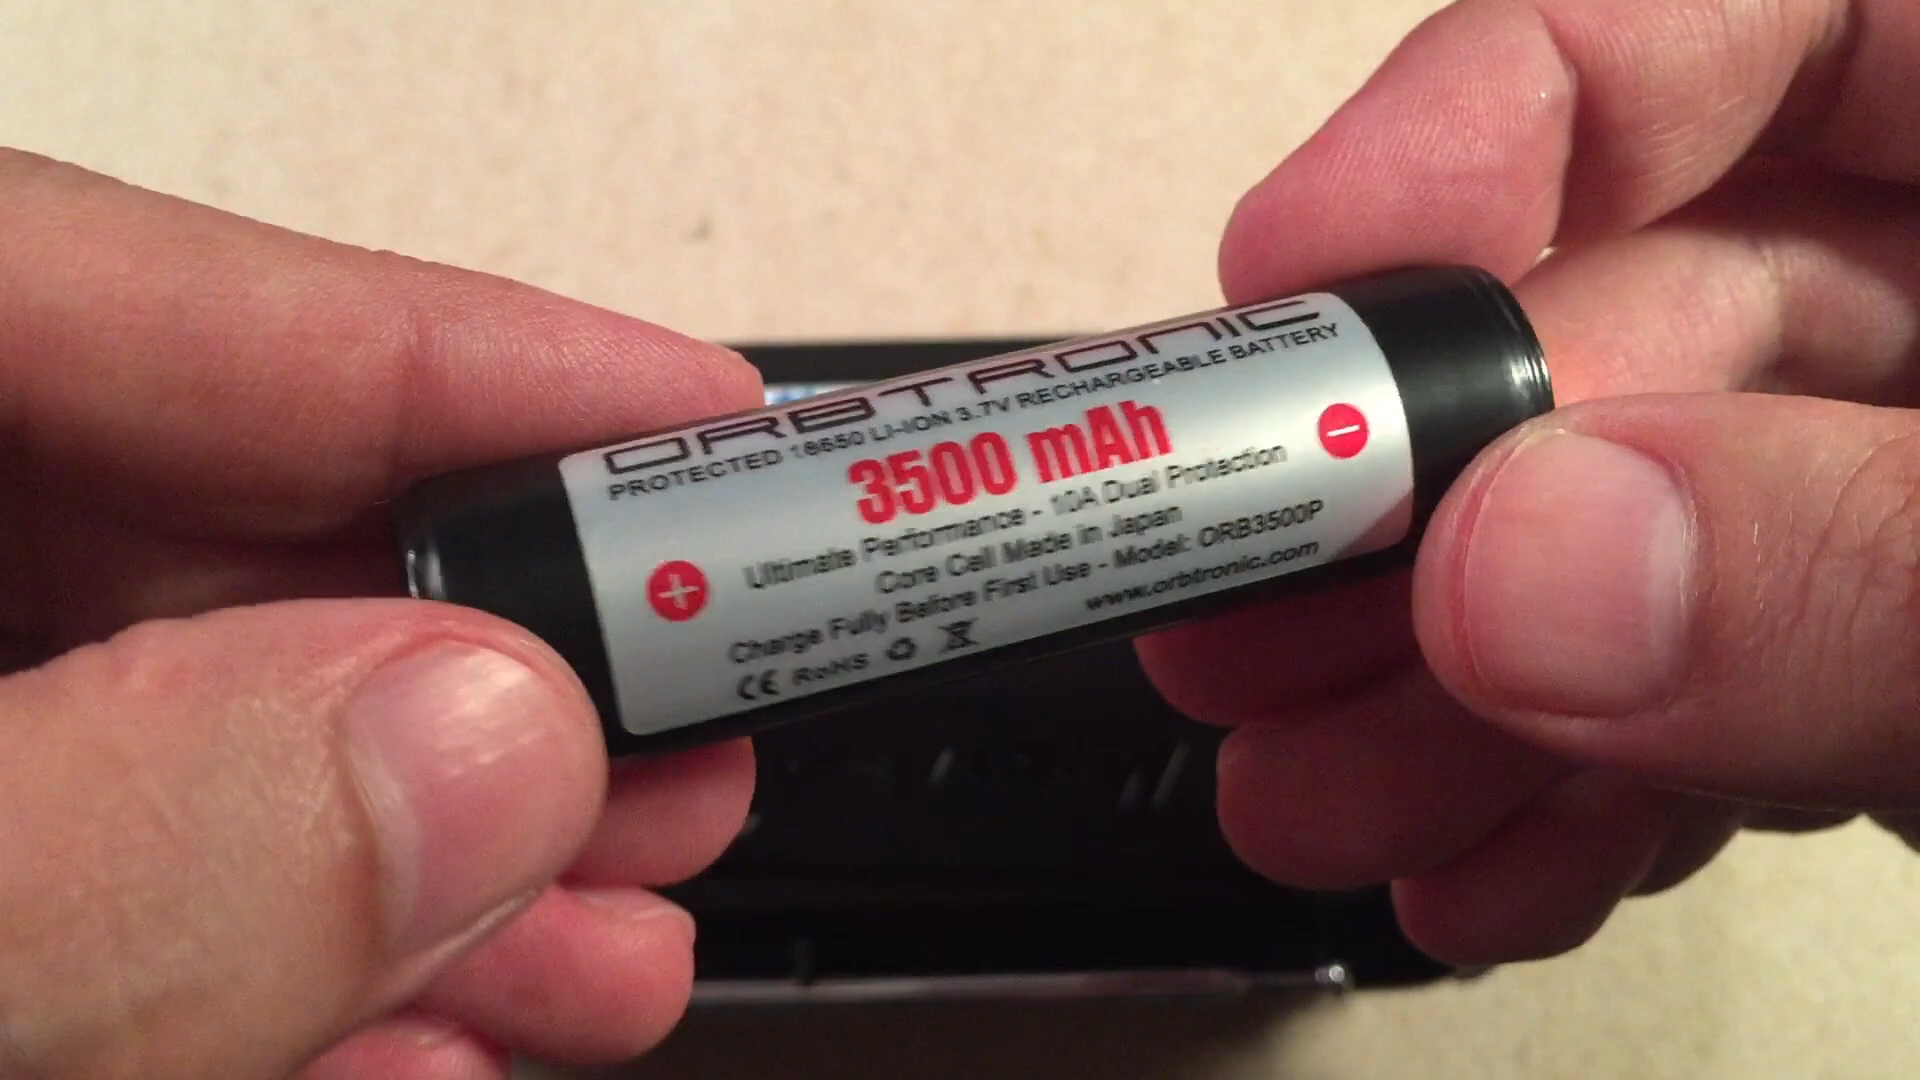 ORBTRONIC
PROTECTED 18650 LI-ION 3.7V RECHARGEABLE BATTERY
3500 mAh
Ultimate Performance - 10A Dual Protection
Core Cell Made in Japan
Charge Fully Before First Use - Model: ORB3500P
www.orbtronic.com
CE RoHS